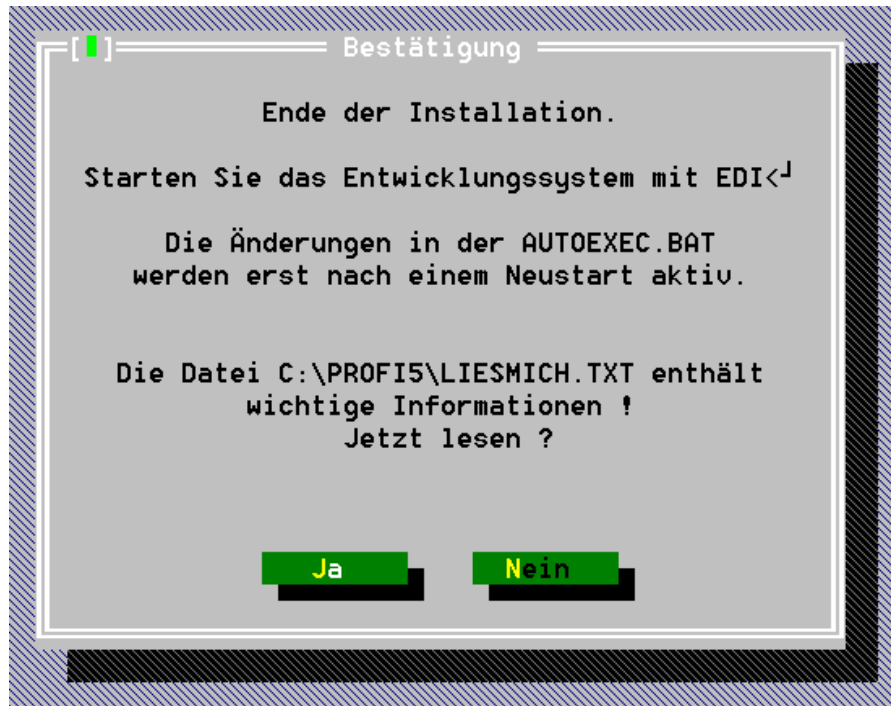 [▮] Bestätigung
Ende der Installation.
Starten Sie das Entwicklungssystem mit EDI<┘
Die Änderungen in der AUTOEXEC.BAT
werden erst nach einem Neustart aktiv.
Die Datei C:\PROFI5\LIESMICH.TXT enthält
wichtige Informationen !
Jetzt lesen ?
Ja Nein